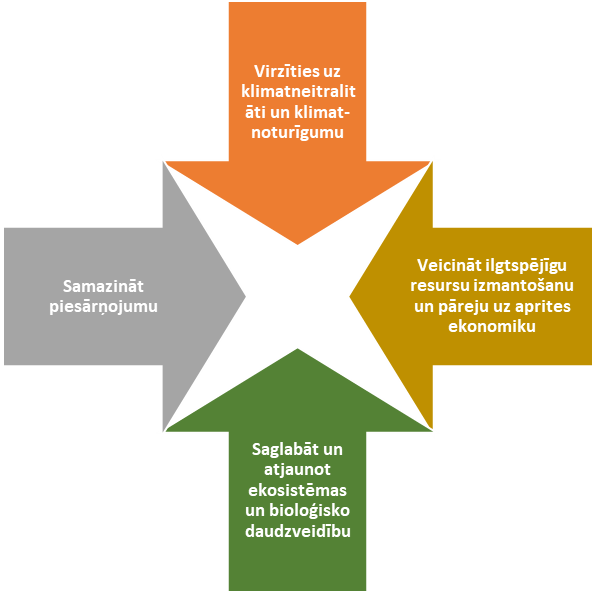 Virzīties uz
klimatneitralit
āti un klimat-
noturīgumu
Samazināt
piesārņojumu
Veicināt ilgtspējīgu
resursu izmantošanu
un pāreju uz aprites
ekonomiku
Saglabāt un
atjaunot
ekosistēmas
un bioloģisko
daudzveidību